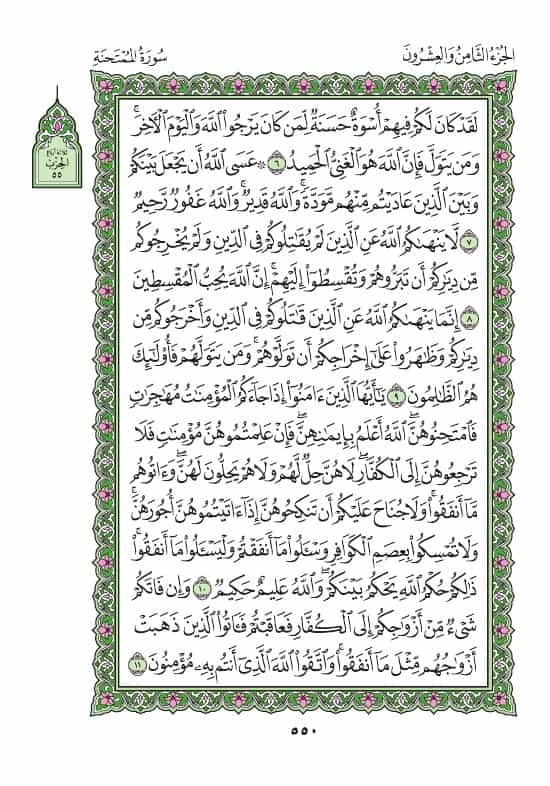 الجُزْءُ الثَّامِنُ وَالعِشْرُونَ
سُورَةُ المُمْتَحنَةِ
لَقَدْ كَانَ لَكُمْ فِيهِمْ أُسْوَةٌ حَسَنَةٌ لِّمَن كَانَ يَرْجُوا۟ ٱللَّهَ وَٱلْيَوْمَ ٱلْـَٔاخِرَۚ
وَمَن يَتَوَلَّ فَإِنَّ ٱللَّهَ هُوَ ٱلْغَنِىُّ ٱلْحَمِيدُ ٦ ۞ عَسَى ٱللَّهُ أَن يَجْعَلَ بَيْنَكُمْ
وَبَيْنَ ٱلَّذِينَ عَادَيْتُم مِّنْهُم مَّوَدَّةًۚ وَٱللَّهُ قَدِيرٌۚ وَٱللَّهُ غَفُورٌ رَّحِيمٌ
٧ لَّا يَنْهَىٰكُمُ ٱللَّهُ عَنِ ٱلَّذِينَ لَمْ يُقَـٰتِلُوكُمْ فِى ٱلدِّينِ وَلَمْ يُخْرِجُوكُم
مِّن دِيَـٰرِكُمْ أَن تَبَرُّوهُمْ وَتُقْسِطُوٓا۟ إِلَيْهِمْۚ إِنَّ ٱللَّهَ يُحِبُّ ٱلْمُقْسِطِينَ
٨ إِنَّمَا يَنْهَىٰكُمُ ٱللَّهُ عَنِ ٱلَّذِينَ قَـٰتَلُوكُمْ فِى ٱلدِّينِ وَأَخْرَجُوكُم مِّن
دِيَـٰرِكُمْ وَظَـٰهَرُوا۟ عَلَىٰٓ إِخْرَاجِكُمْ أَن تَوَلَّوْهُمْۚ وَمَن يَتَوَلَّهُمْ فَأُو۟لَـٰٓئِكَ
هُمُ ٱلظَّـٰلِمُونَ ٩ يَـٰٓأَيُّهَا ٱلَّذِينَ ءَامَنُوٓا۟ إِذَا جَآءَكُمُ ٱلْمُؤْمِنَـٰتُ مُهَـٰجِرَٰتٍ
فَٱمْتَحِنُوهُنَّۖ ٱللَّهُ أَعْلَمُ بِإِيمَـٰنِهِنَّۖ فَإِنْ عَلِمْتُمُوهُنَّ مُؤْمِنَـٰتٍ فَلَا
تَرْجِعُوهُنَّ إِلَى ٱلْكُفَّارِۖ لَا هُنَّ حِلٌّ لَّهُمْ وَلَا هُمْ يَحِلُّونَ لَهُنَّۖ وَءَاتُوهُم
مَّآ أَنفَقُوا۟ۚ وَلَا جُنَاحَ عَلَيْكُمْ أَن تَنكِحُوهُنَّ إِذَآ ءَاتَيْتُمُوهُنَّ أُجُورَهُنَّۚ
وَلَا تُمْسِكُوا۟ بِعِصَمِ ٱلْكَوَافِرِ وَسْـَٔلُوا۟ مَآ أَنفَقْتُمْ وَلْيَسْـَٔلُوا۟ مَآ أَنفَقُوا۟ۚ
ذَٰلِكُمْ حُكْمُ ٱللَّهِ يَحْكُمُ بَيْنَكُمْۖ وَٱللَّهُ عَلِيمٌ حَكِيمٌ ١٠ وَإِن فَاتَكُمْ
شَىْءٌ مِّنْ أَزْوَٰجِكُمْ إِلَى ٱلْكُفَّارِ فَعَاقَبْتُمْ فَـَٔاتُوا۟ ٱلَّذِينَ ذَهَبَتْ
أَزْوَٰجُهُم مِّثْلَ مَآ أَنفَقُوا۟ۚ وَٱتَّقُوا۟ ٱللَّهَ ٱلَّذِىٓ أَنتُم بِهِۦ مُؤْمِنُونَ ١١
ثلاثة أرباع
الحزب
٥٥
٥٥٠